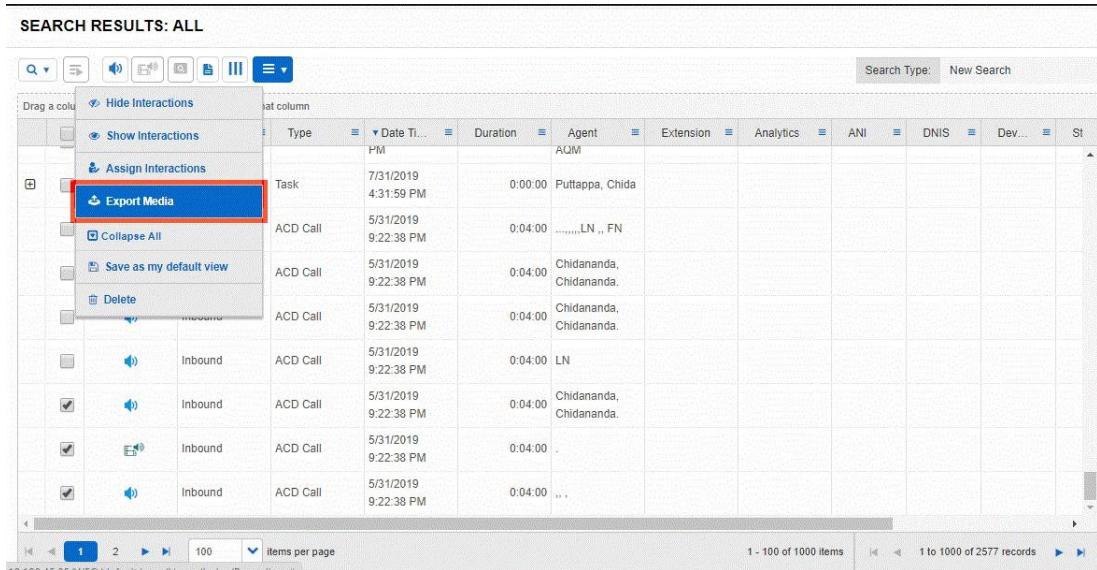 SEARCH RESULTS: ALL
Search Type: New Search
Drag a colu
at column
Hide Interactions
Show Interactions
Assign Interactions
Export Media
Collapse All
Save as my default view
Delete
Type Date Ti... Duration Agent Extension Analytics ANI DNIS Dev... St
PM AQM
Task 7/31/2019 4:31:59 PM 0:00:00 Puttappa, Chida
ACD Call 5/31/2019 9:22:38 PM 0:04:00 ...,,,,,LN ,, FN
ACD Call 5/31/2019 9:22:38 PM 0:04:00 Chidananda, Chidananda.
Inbound ACD Call 5/31/2019 9:22:38 PM 0:04:00 Chidananda, Chidananda.
Inbound ACD Call 5/31/2019 9:22:38 PM 0:04:00 LN
Inbound ACD Call 5/31/2019 9:22:38 PM 0:04:00 Chidananda, Chidananda.
Inbound ACD Call 5/31/2019 9:22:38 PM 0:04:00 .
Inbound ACD Call 5/31/2019 9:22:38 PM 0:04:00 ,, ,
1 2 100 items per page 1 - 100 of 1000 items 1 to 1000 of 2577 records